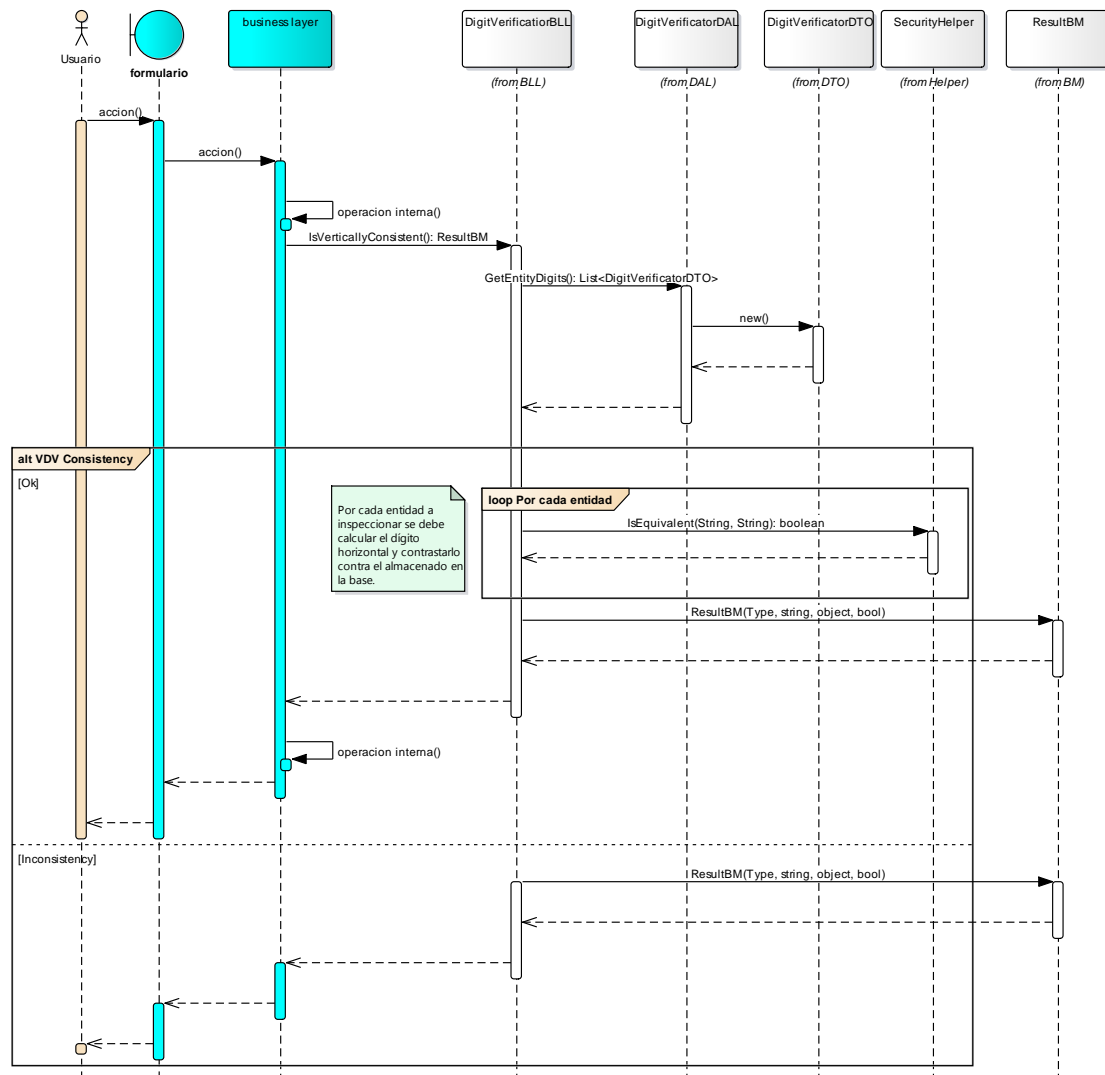 business layer
DigitVerificatiorBLL
DigitVerificatorDAL
DigitVerificatorDTO
SecurityHelper
ResultBM
Usuario
formulario
(from BLL)
(from DAL)
(from DTO)
(from Helper)
(from BM)
accion()
accion()
operacion interna()
IsVerticallyConsistent(): ResultBM
GetEntityDigits(): List<DigitVerificatorDTO>
new()
alt VDV Consistency
[Ok]
loop Por cada entidad
Por cada entidad a
inspeccionar se debe
calcular el dígito
horizontal y contrastarlo
contra el almacenado en
la base.
IsEquivalent(String, String): boolean
ResultBM(Type, string, object, bool)
operacion interna()
[Inconsistency]
ResultBM(Type, string, object, bool)